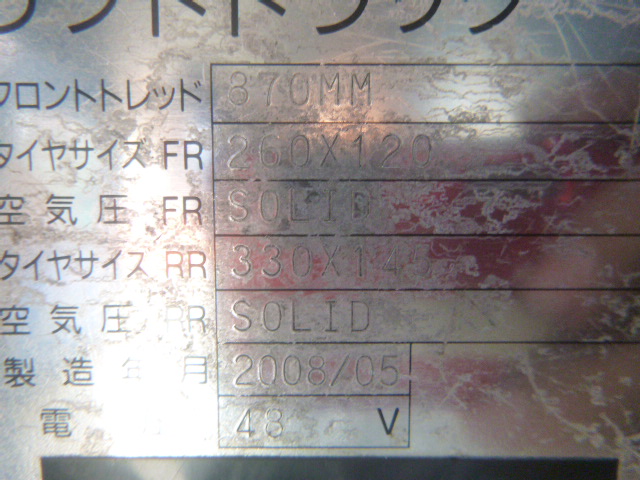 フロントトレッド 870MM
タイヤサイズ FR 260X120
空気圧 FR SOLID
タイヤサイズ RR 330X14
空気圧 RR SOLID
製造年月 2008/05
電 48 V